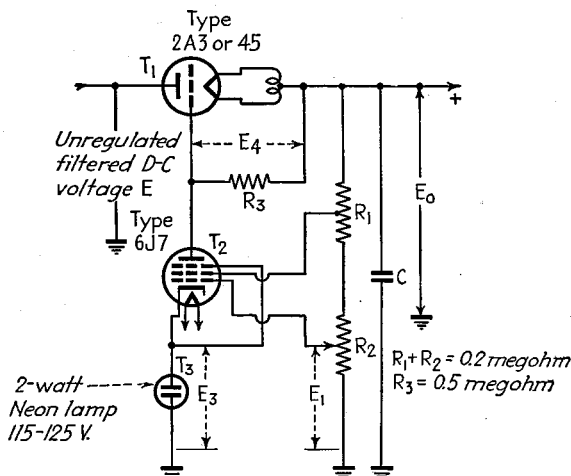 Type
2A3 or 45
T1
Unregulated
filtered D-C
voltage E
E4
R3
R1
E0
+
Type
6J7
T2
C
R2
T3
2-watt
Neon lamp
115-125 V.
E3
E1
R1+R2 = 0.2 megohm
R3 = 0.5 megohm